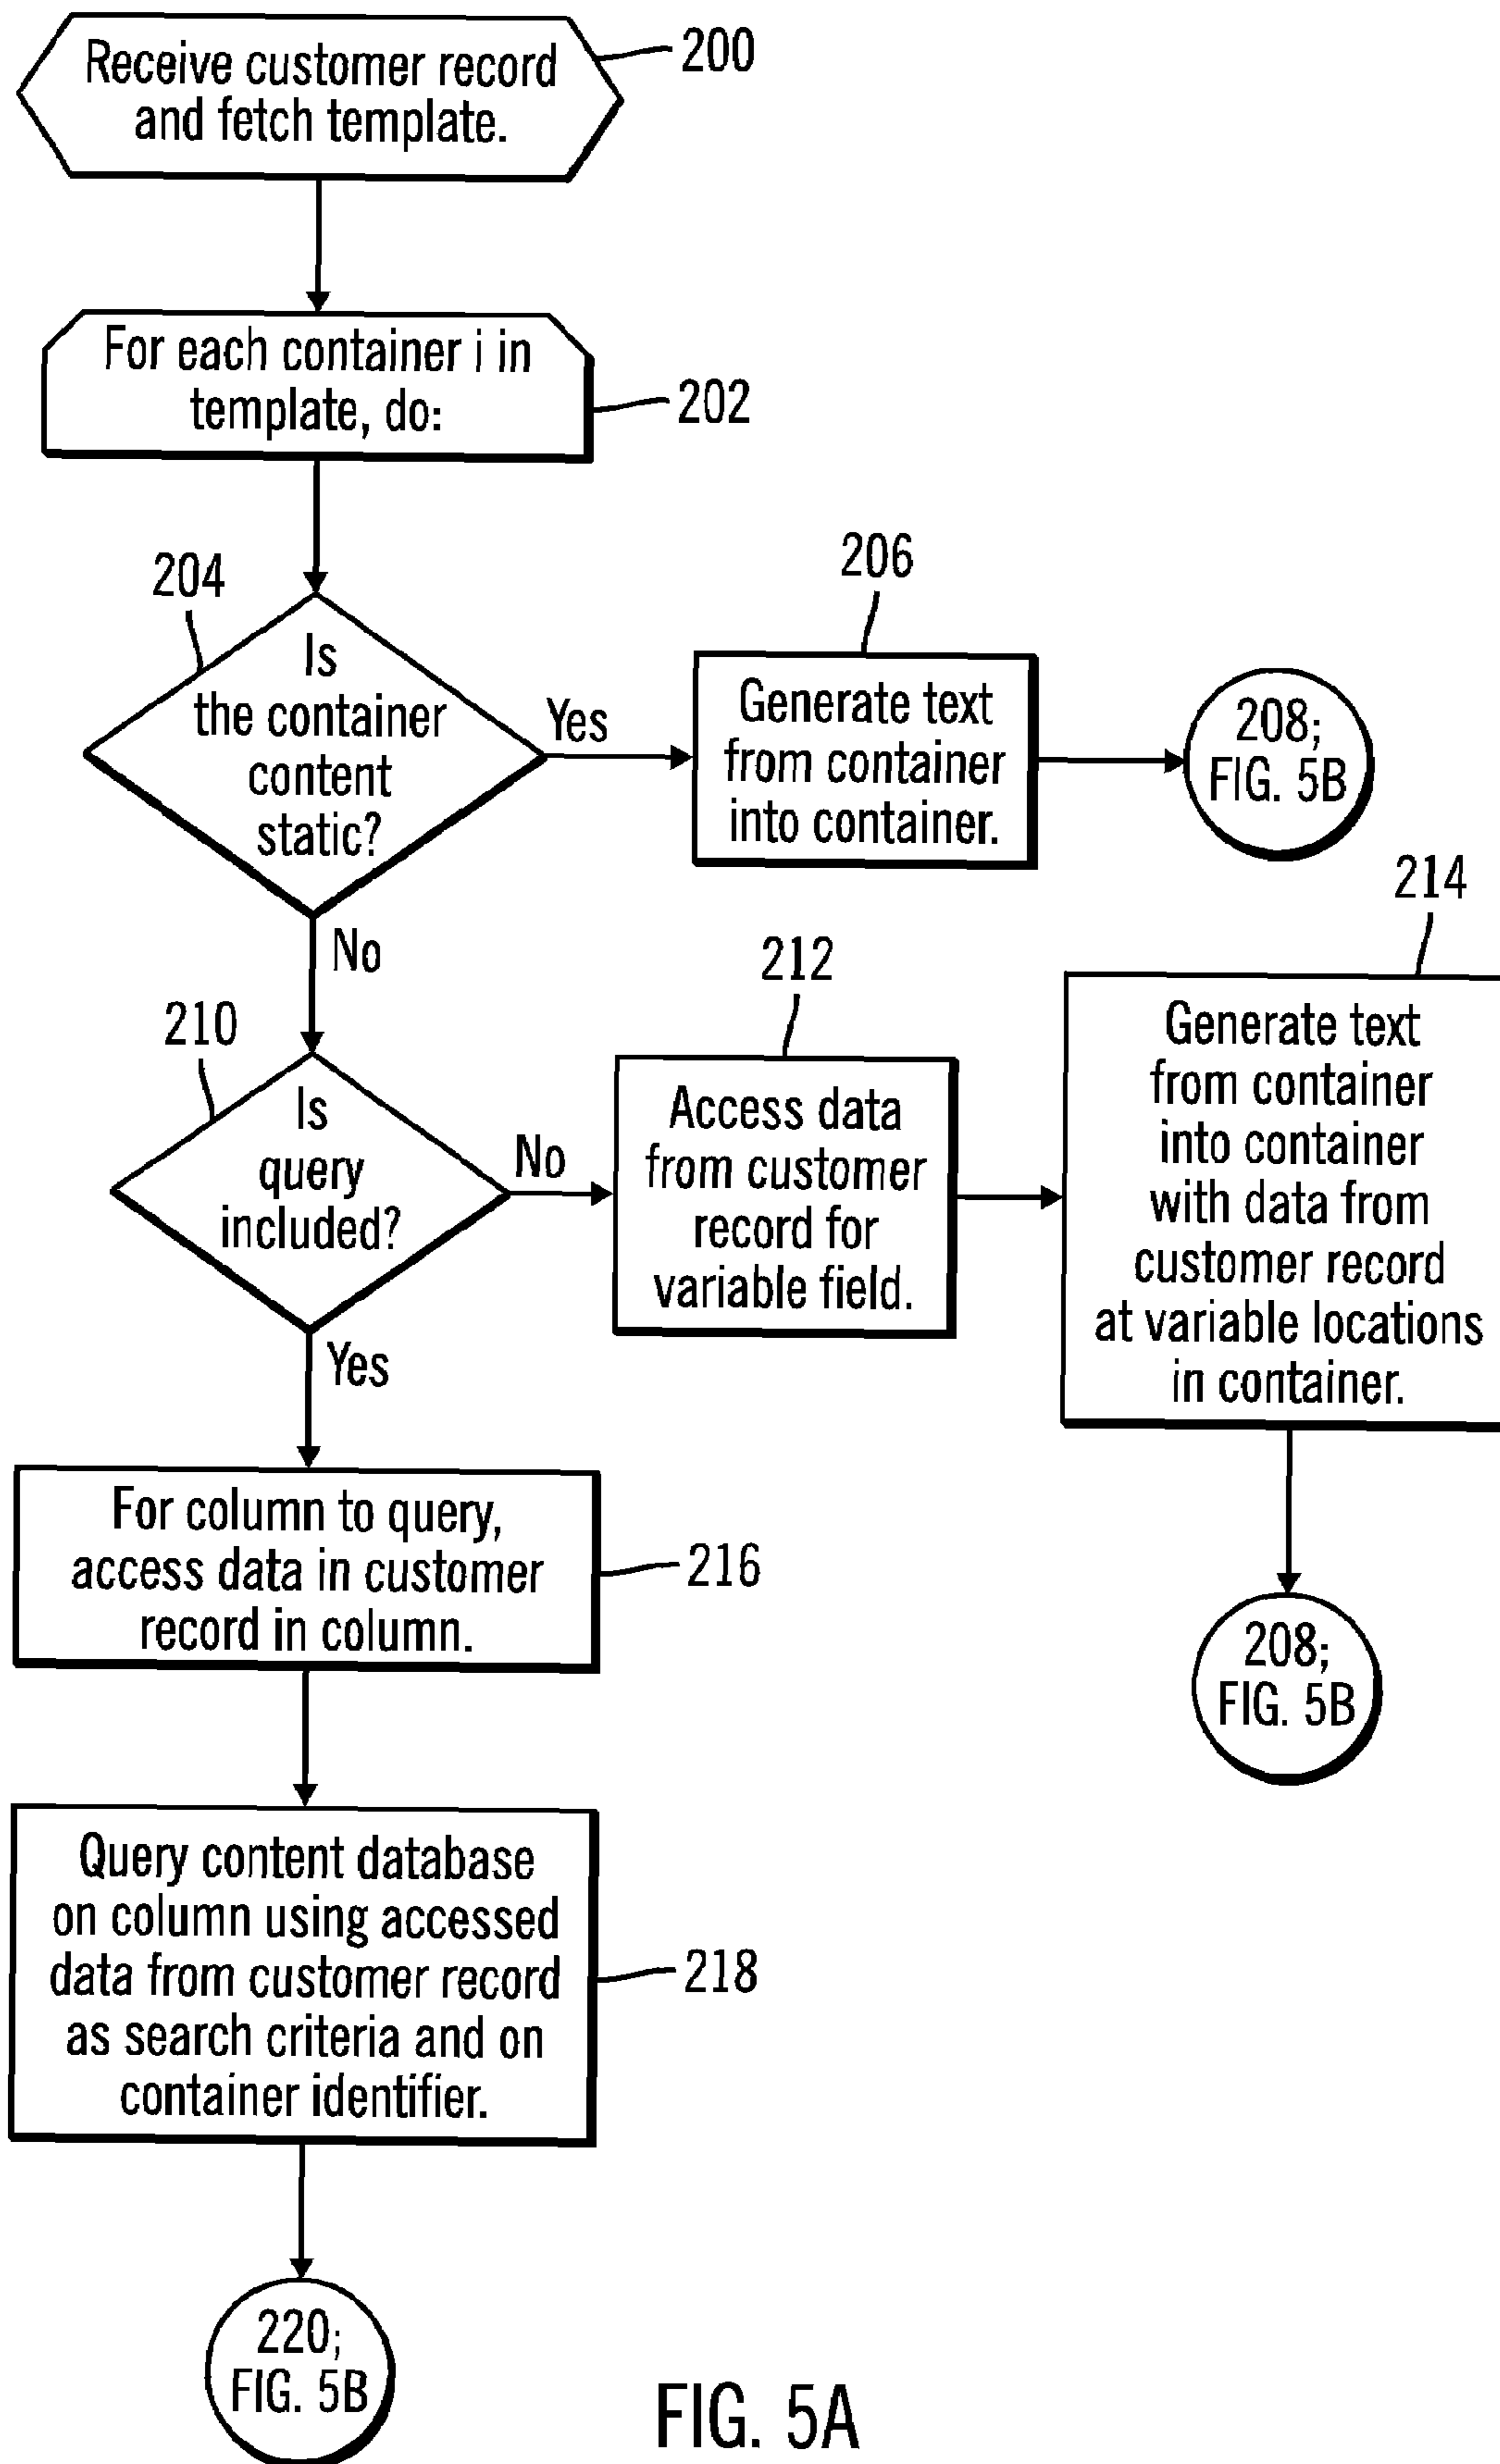 Receive customer record
and fetch template.
200
For each container i in
template, do:
202
204
Is
the container
content
static?
Yes
206
Generate text
from container
into container.
208;
FIG. 5B
No
210
Is
query
included?
No
212
Access data
from customer
record for
variable field.
214
Generate text
from container
into container
with data from
customer record
at variable locations
in container.
208;
FIG. 5B
Yes
For column to query,
access data in customer
record in column.
216
Query content database
on column using accessed
data from customer record
as search criteria and on
container identifier.
218
220;
FIG. 5B
FIG. 5A